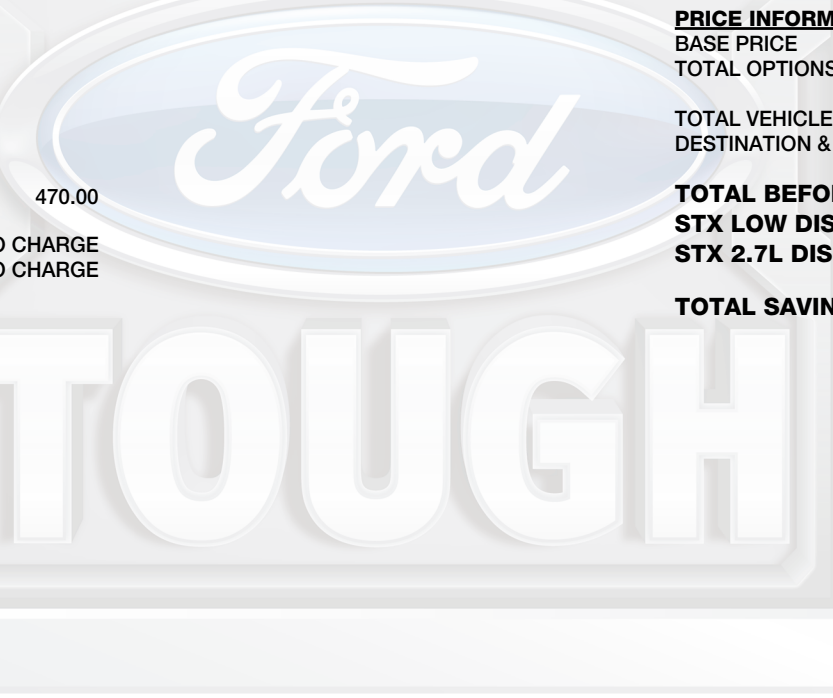 PRICE INFORM
BASE PRICE
TOTAL OPTIONS
TOTAL VEHICLE
DESTINATION &
TOTAL BEFO
STX LOW DIS
STX 2.7L DIS
TOTAL SAVIN
470.00
O CHARGE
O CHARGE
Ford
TOUGH